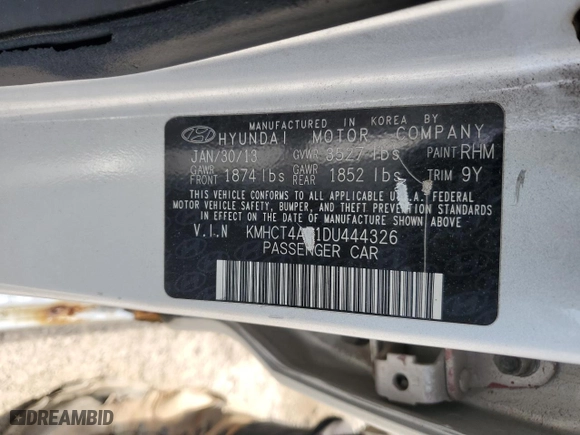 MANUFACTURED IN KOREA BY
HYUNDAI MOTOR COMPANY
JAN/30/13 GVWR 3527 lbs PAINT RHM
GAWR FRONT 1874 lbs GAWR REAR 1852 lbs TRIM 9Y
THIS VEHICLE CONFORMS TO ALL APPLICABLE U.S.A. FEDERAL
MOTOR VEHICLE SAFETY, BUMPER, AND THEFT PREVENTION STANDARDS
IN EFFECT ON THE DATE OF MANUFACTURE SHOWN ABOVE.
V.I.N
PASSENGER CAR
DREAMBID